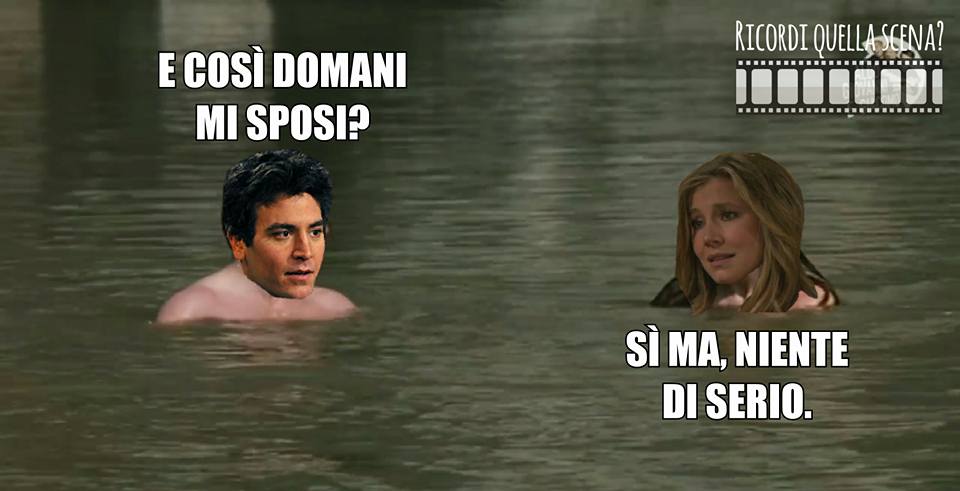 RICORDI QUELLA SCENA?
E COSÌ DOMANI
MI SPOSI?
SÌ MA, NIENTE
DI SERIO.